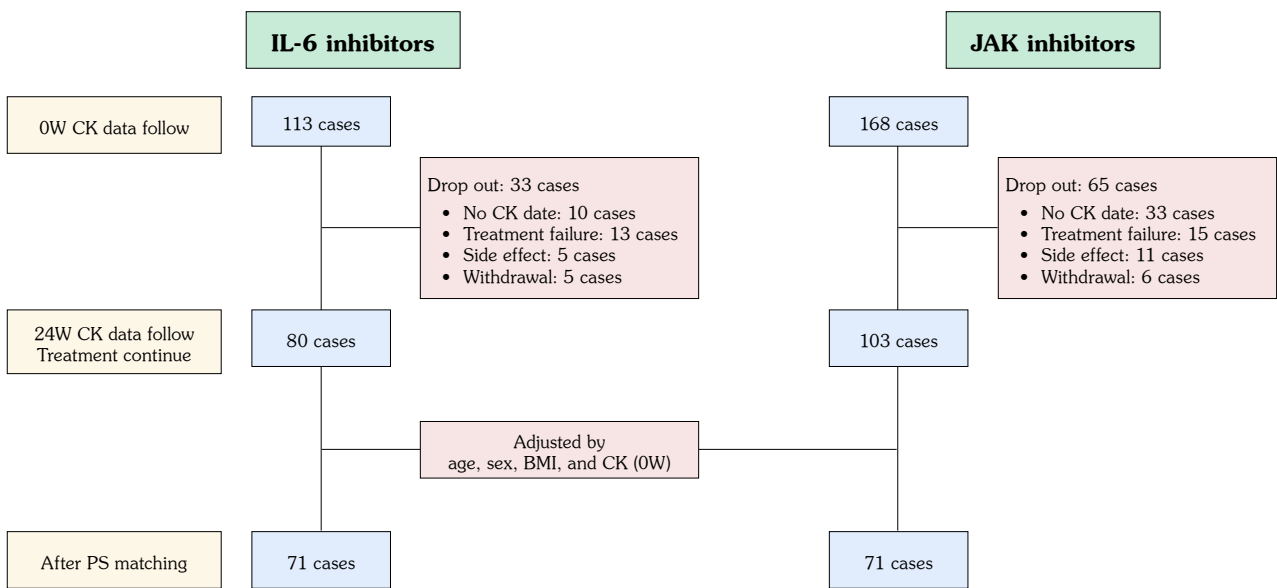 IL-6 inhibitors
JAK inhibitors
0W CK data follow
113 cases
168 cases
Drop out: 33 cases
• No CK date: 10 cases
• Treatment failure: 13 cases
• Side effect: 5 cases
• Withdrawal: 5 cases
Drop out: 65 cases
• No CK date: 33 cases
• Treatment failure: 15 cases
• Side effect: 11 cases
• Withdrawal: 6 cases
24W CK data follow
Treatment continue
80 cases
103 cases
Adjusted by
age, sex, BMI, and CK (0W)
After PS matching
71 cases
71 cases